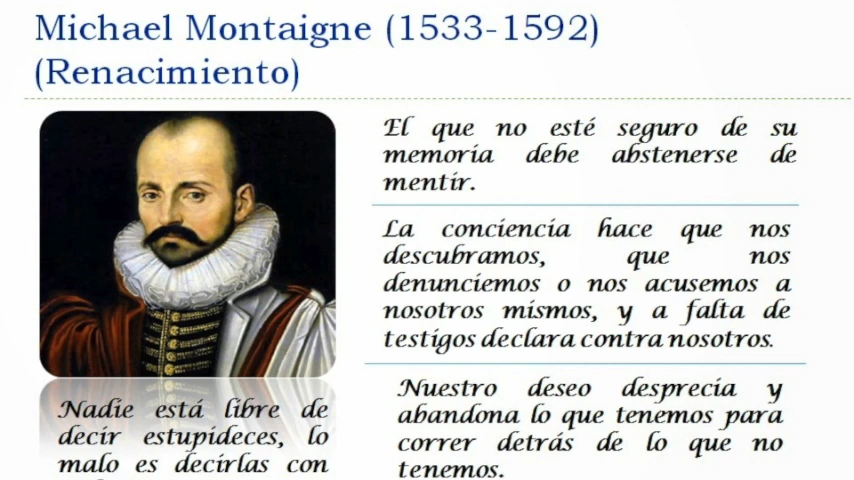 Michael Montaigne (1533-1592)
(Renacimiento)
El que no esté seguro de su
memoria debe abstenerse de
mentir.
La conciencia hace que nos
descubramos, que nos
denunciemos o nos acusemos a
nosotros mismos, y a falta de
testigos declara contra nosotros.
Nuestro deseo desprecia y
abandona lo que tenemos para
correr detrás de lo que no
tenemos.
Nadie está libre de
decir estupideces, lo
malo es decirlas con